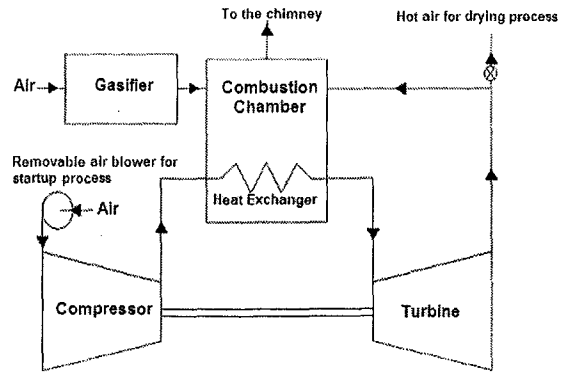 To the chimney
Hot air for drying process
Air
Gasifier
Combustion
Chamber
Removable air blower for
startup process
Air
Heat Exchanger
Compressor
Turbine